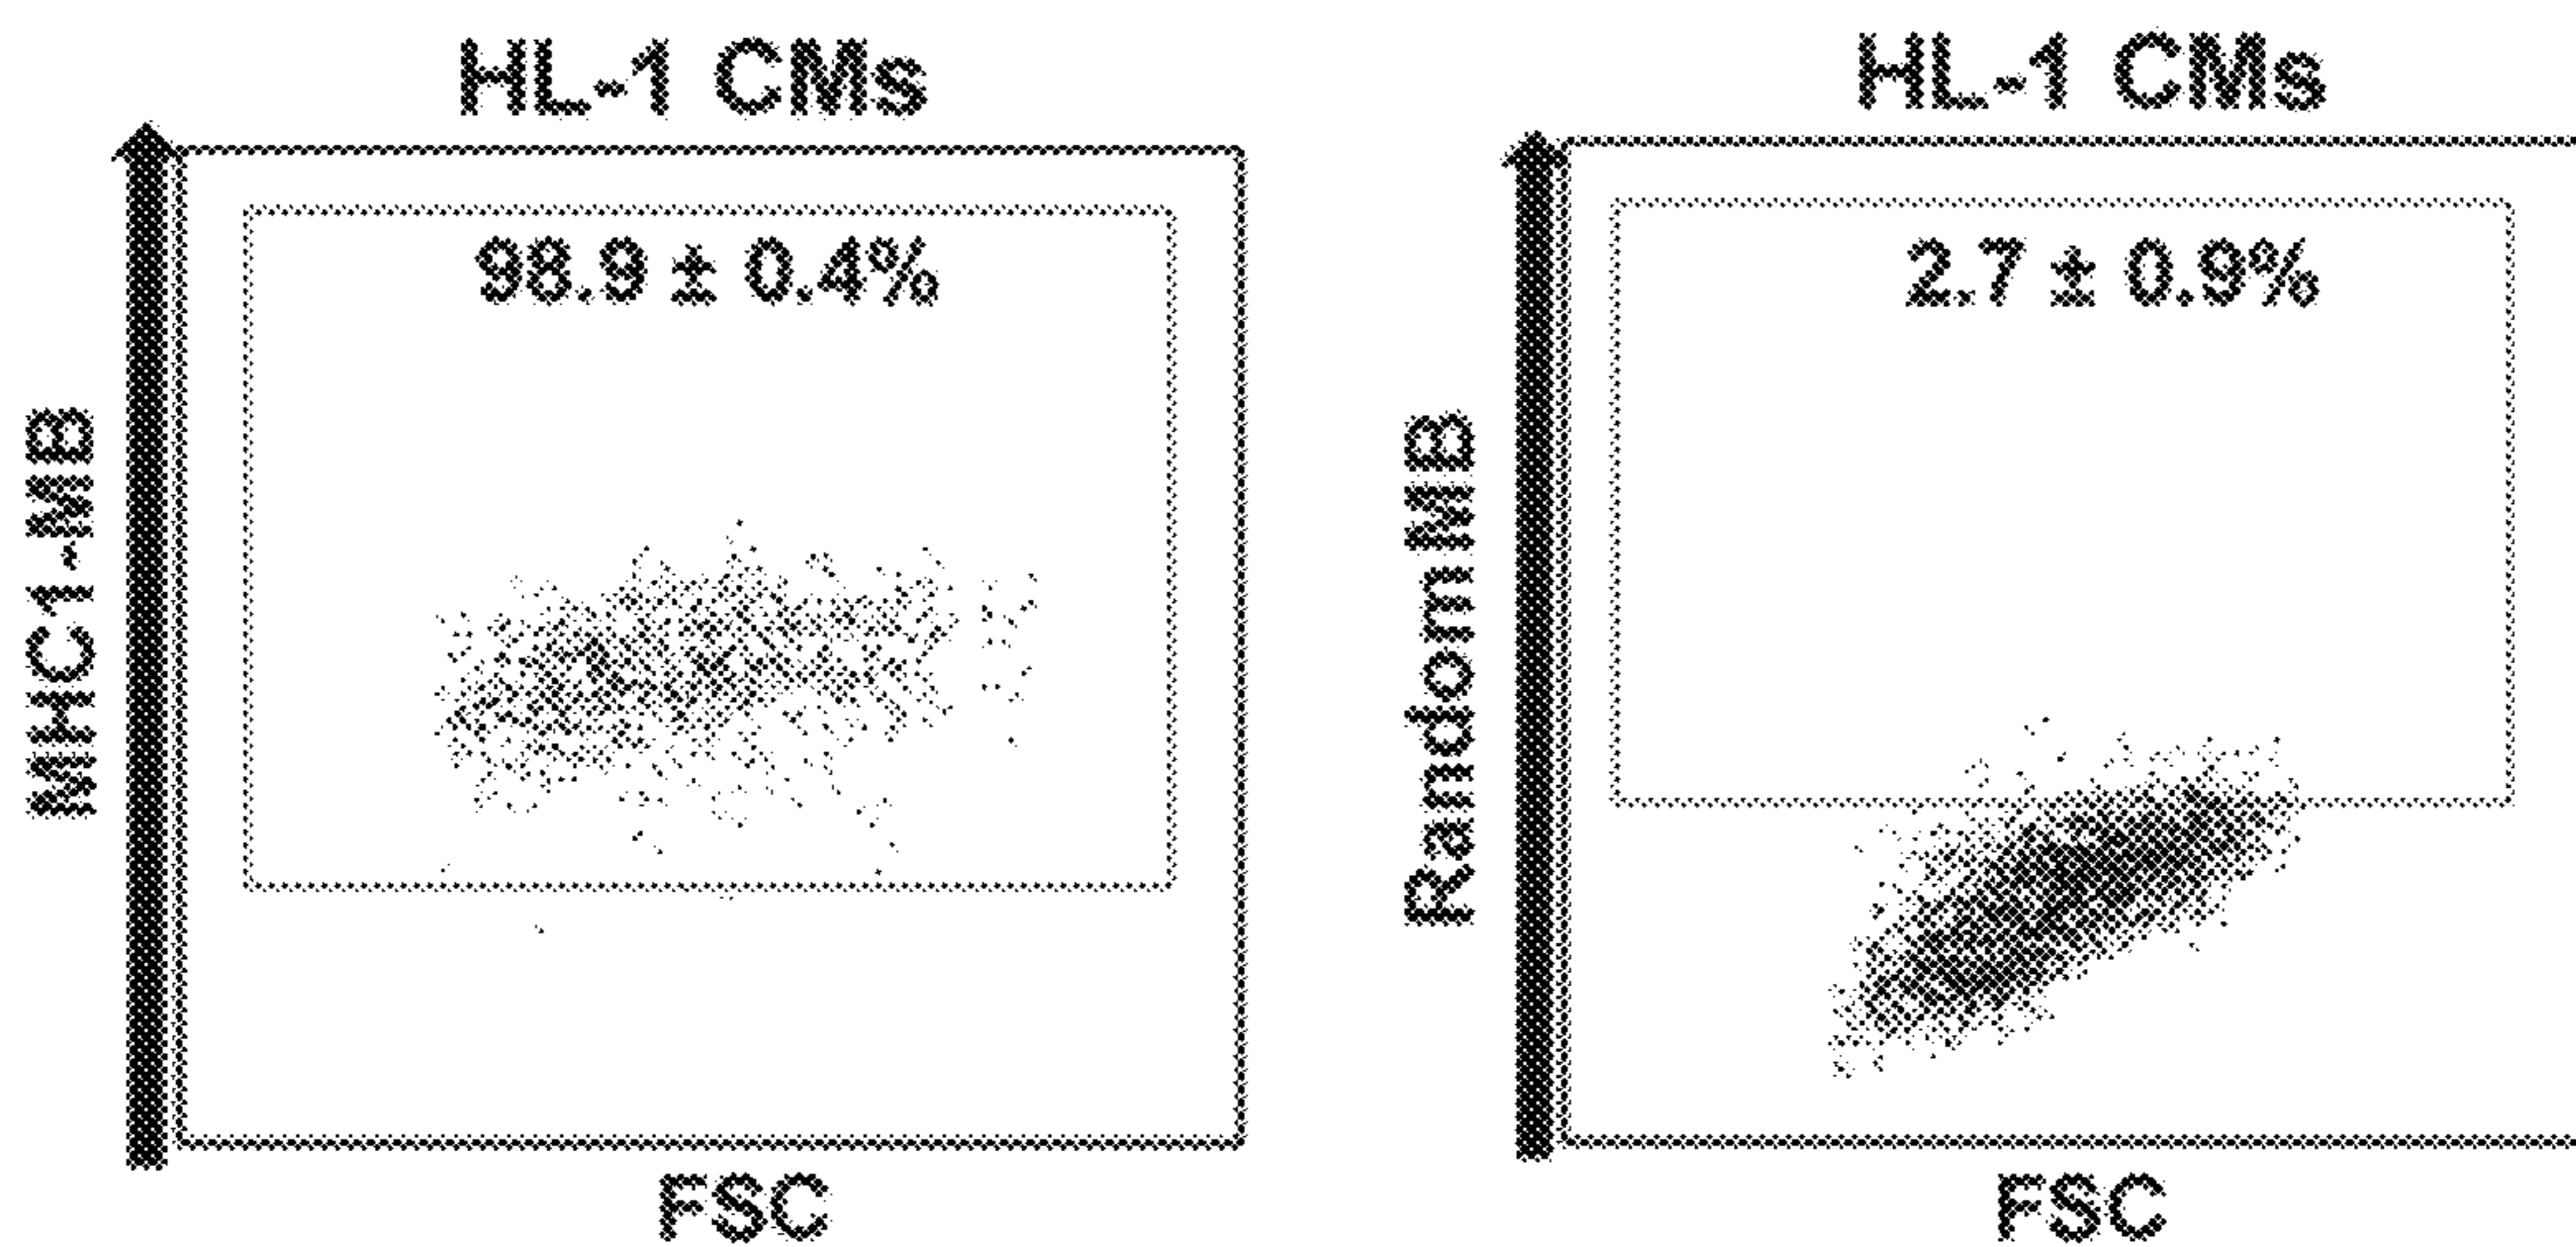 HL-1 CMs
98.9 ± 0.4%
MHC1-MB
FSC
HL-1 CMs
2.7 ± 0.9%
Random MB
FSC